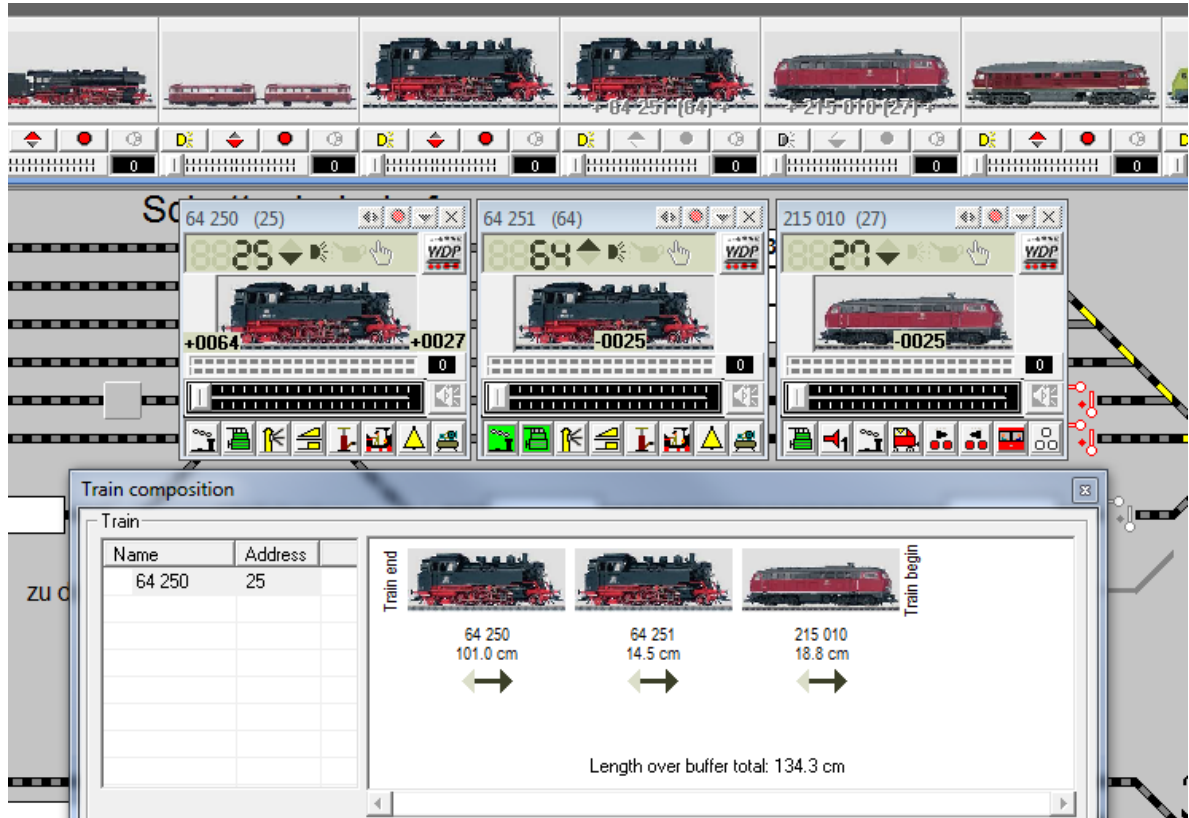 + 64 251 (64) +
+ 215 010 (27) +
0
0
0
0
0
0
64 250 (25)
64 251 (64)
215 010 (27)
25
WDP
64
WDP
27
WDP
+0064
+0027
-0025
-0025
0
0
0
1
Train composition
Train
Name Address
64 250 25
Train end
Train begin
64 250
101.0 cm
64 251
14.5 cm
215 010
18.8 cm
Length over buffer total: 134.3 cm
zu